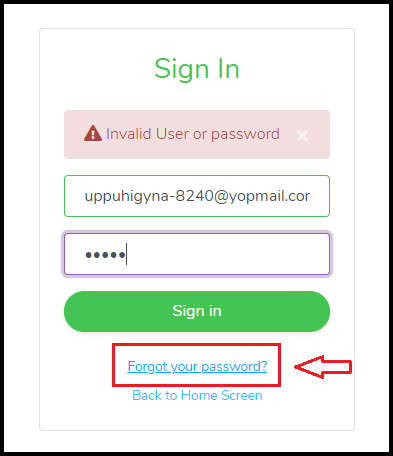 Sign In
Invalid User or password ×
uppuhigyna-8240@yopmail.cor
•••••
Sign in
Forgot your password?
Back to Home Screen